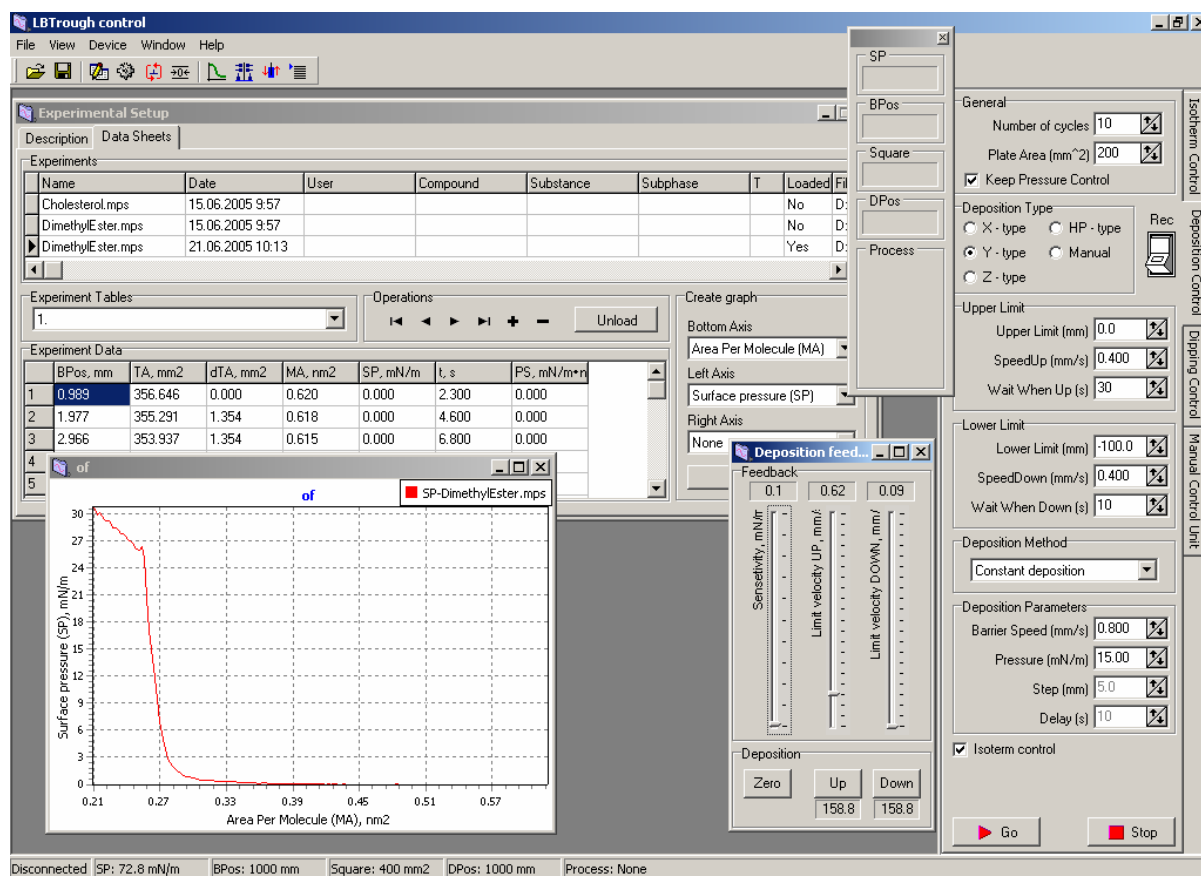 LBTrough control
File View Device Window Help
Experimental Setup
Description Data Sheets
Experiments
Name Date User Compound Substance Subphase T Loaded Fil
Cholesterol.mps 15.06.2005 9:57 No D:
DimethylEster.mps 15.06.2005 9:57 No D:
DimethylEster.mps 21.06.2005 10:13 Yes D:
Experiment Tables
1.
Operations
Unload
Create graph
Bottom Axis
Area Per Molecule (MA)
Left Axis
Surface pressure (SP)
Right Axis
None
Experiment Data
BPos, mm TA, mm2 dTA, mm2 MA, nm2 SP, mN/m t, s PS, mN/m•n
1 0.989 356.646 0.000 0.620 0.000 2.300 0.000
2 1.977 355.291 1.354 0.618 0.000 4.600 0.000
3 2.966 353.937 1.354 0.615 0.000 6.800 0.000
4
5
of
of
SP-DimethylEster.mps
Surface pressure (SP), mN/m
30
27
24
21
18
15
12
9
6
3
0
0.21 0.27 0.33 0.39 0.45 0.51 0.57
Area Per Molecule (MA), nm2
SP
BPos
Square
DPos
Process
Deposition feed...
Feedback
0.1 0.62 0.09
Sensetivity, mN/m
Limit velocity UP, mm/
Limit velocity DOWN, mm/
Deposition
Zero Up Down
158.8 158.8
General
Number of cycles 10
Plate Area (mm^2) 200
Keep Pressure Control
Deposition Type
X - type HP - type
Y - type Manual
Z - type
Rec
Upper Limit
Upper Limit (mm) 0.0
SpeedUp (mm/s) 0.400
Wait When Up (s) 30
Lower Limit
Lower Limit (mm) -100.0
SpeedDown (mm/s) 0.400
Wait When Down (s) 10
Deposition Method
Constant deposition
Deposition Parameters
Barrier Speed (mm/s) 0.800
Pressure (mN/m) 15.00
Step (mm) 5.0
Delay (s) 10
Isoterm control
Go Stop
Isotherm Control
Deposition Control
Dipping Control
Manual Control Unit
Disconnected SP: 72.8 mN/m BPos: 1000 mm Square: 400 mm2 DPos: 1000 mm Process: None